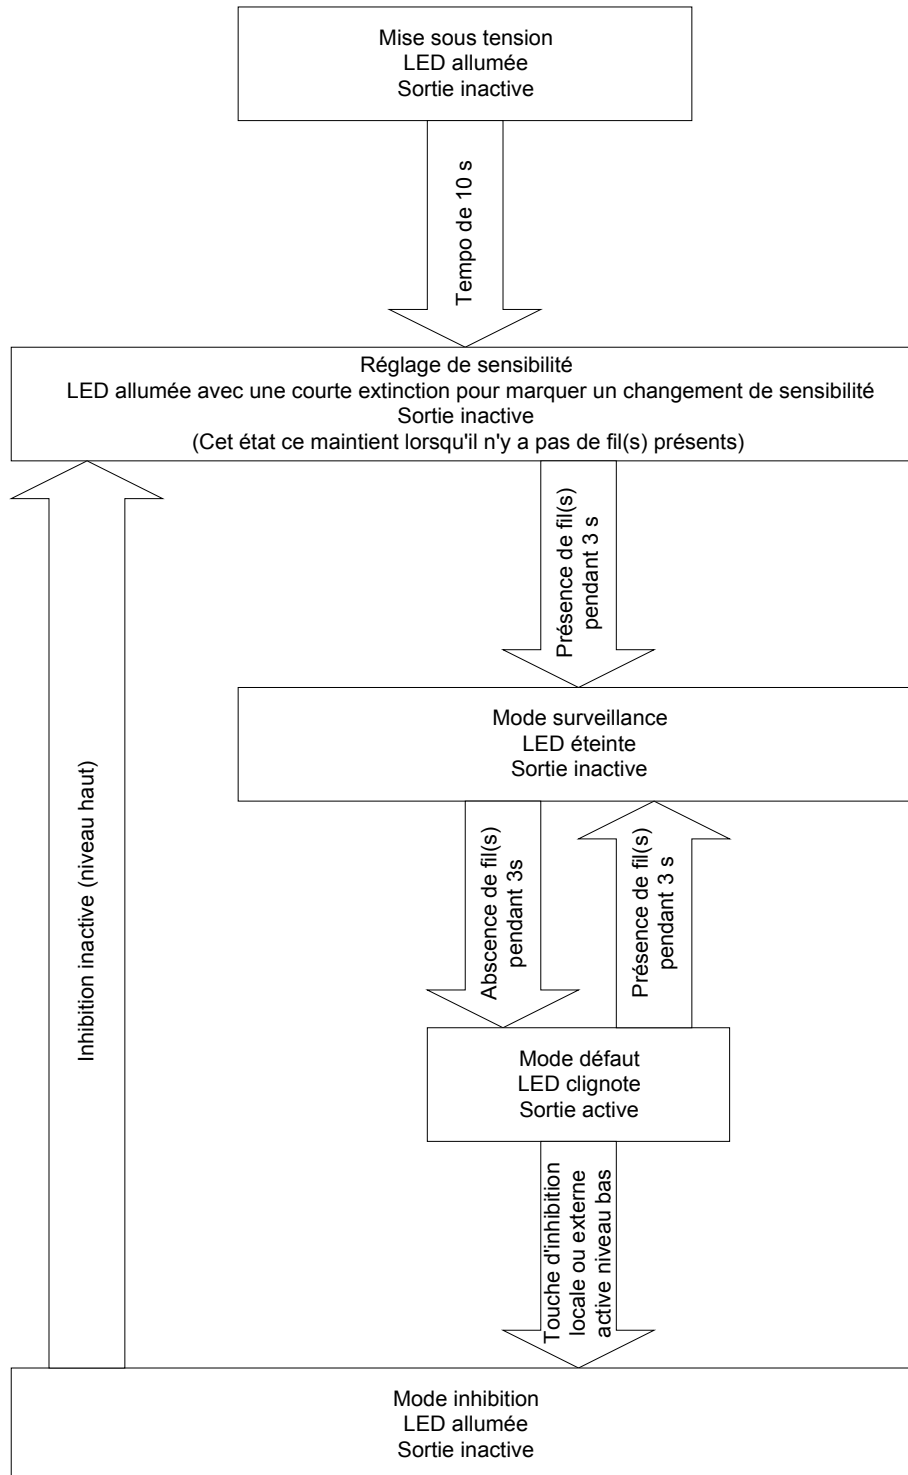 Mise sous tension
LED allumée
Sortie inactive
Tempo de 10 s
Réglage de sensibilité
LED allumée avec une courte extinction pour marquer un changement de sensibilité
Sortie inactive
(Cet état ce maintient lorsqu'il n'y a pas de fil(s) présents)
Présence de fil(s)
pendant 3 s
Mode surveillance
LED éteinte
Sortie inactive
Inhibition inactive (niveau haut)
Abscence de fil(s)
pendant 3s
Présence de fil(s)
pendant 3 s
Mode défaut
LED clignote
Sortie active
Touche d'inhibition
locale ou externe
active niveau bas
Mode inhibition
LED allumée
Sortie inactive